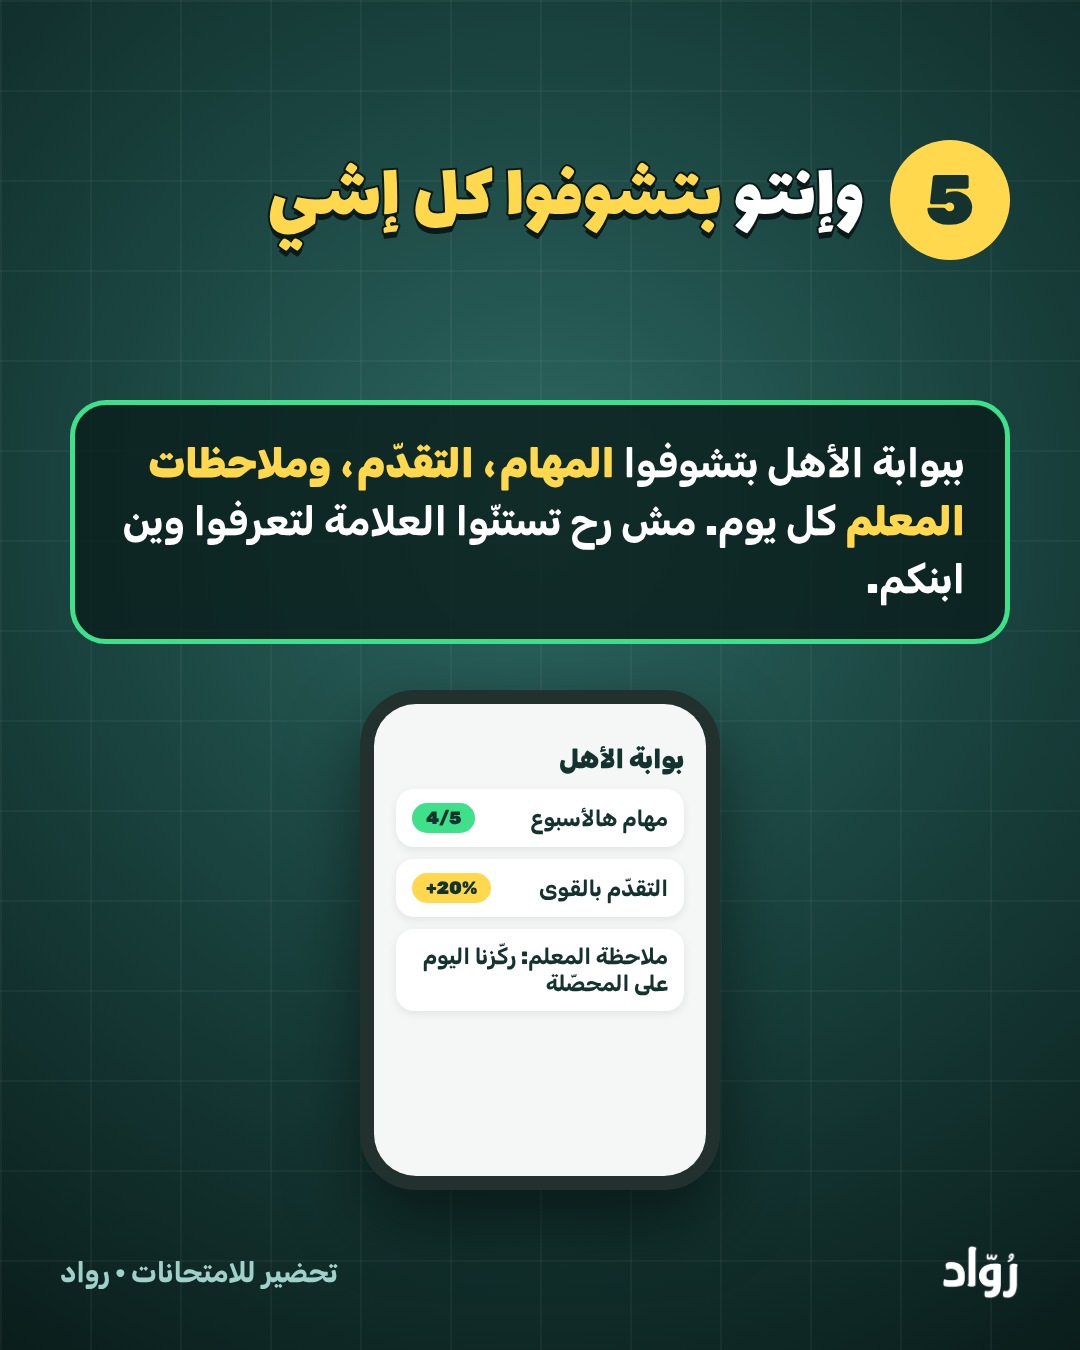 5
وإنتو بتشوفوا كل إشي
ببوابة الأهل بتشوفوا المهام، التقدّم، وملاحظات
المعلم كل يوم. مش رح تستنّوا العلامة لتعرفوا وين
ابنكم.
بوابة الأهل
مهام هالأسبوع 4/5
التقدّم بالقوى +20%
ملاحظة المعلم: ركّزنا اليوم
على المحصّلة
رُوّاد
تحضير للامتحانات • رواد